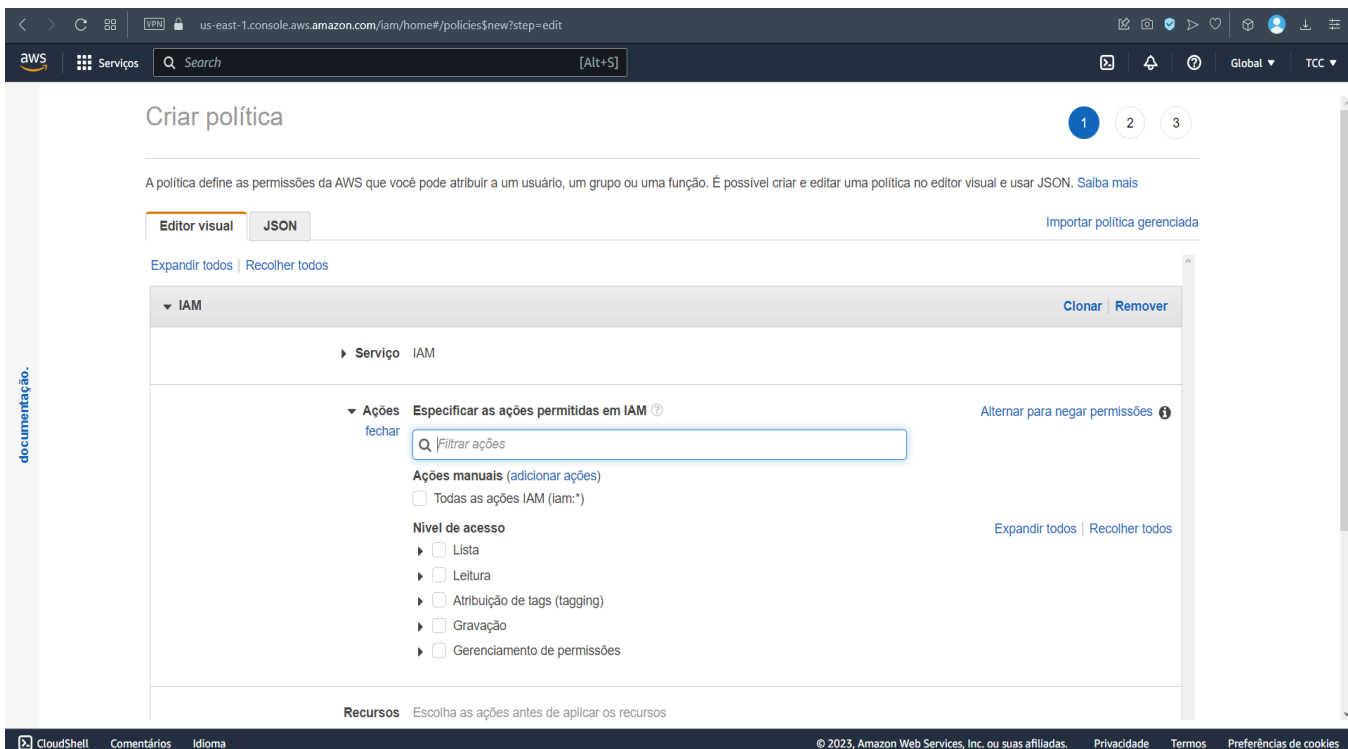 VPN us-east-1.console.aws.amazon.com/iam/home#/policies$new?step=edit
aws Serviços Search [Alt+S] Global TCC
Criar política 1 2 3
A política define as permissões da AWS que você pode atribuir a um usuário, um grupo ou uma função. É possível criar e editar uma política no editor visual e usar JSON. Saiba mais
Editor visual JSON Importar política gerenciada
Expandir todos | Recolher todos
IAM Clonar | Remover
Serviço IAM
documentação.
Ações Especificar as ações permitidas em IAM Alternar para negar permissões
fechar
Filtrar ações
Ações manuais (adicionar ações)
Todas as ações IAM (iam:*)
Nível de acesso Expandir todos | Recolher todos
Lista
Leitura
Atribuição de tags (tagging)
Gravação
Gerenciamento de permissões
Recursos Escolha as ações antes de aplicar os recursos
CloudShell Comentários Idioma © 2023, Amazon Web Services, Inc. ou suas afiliadas. Privacidade Termos Preferências de cookies